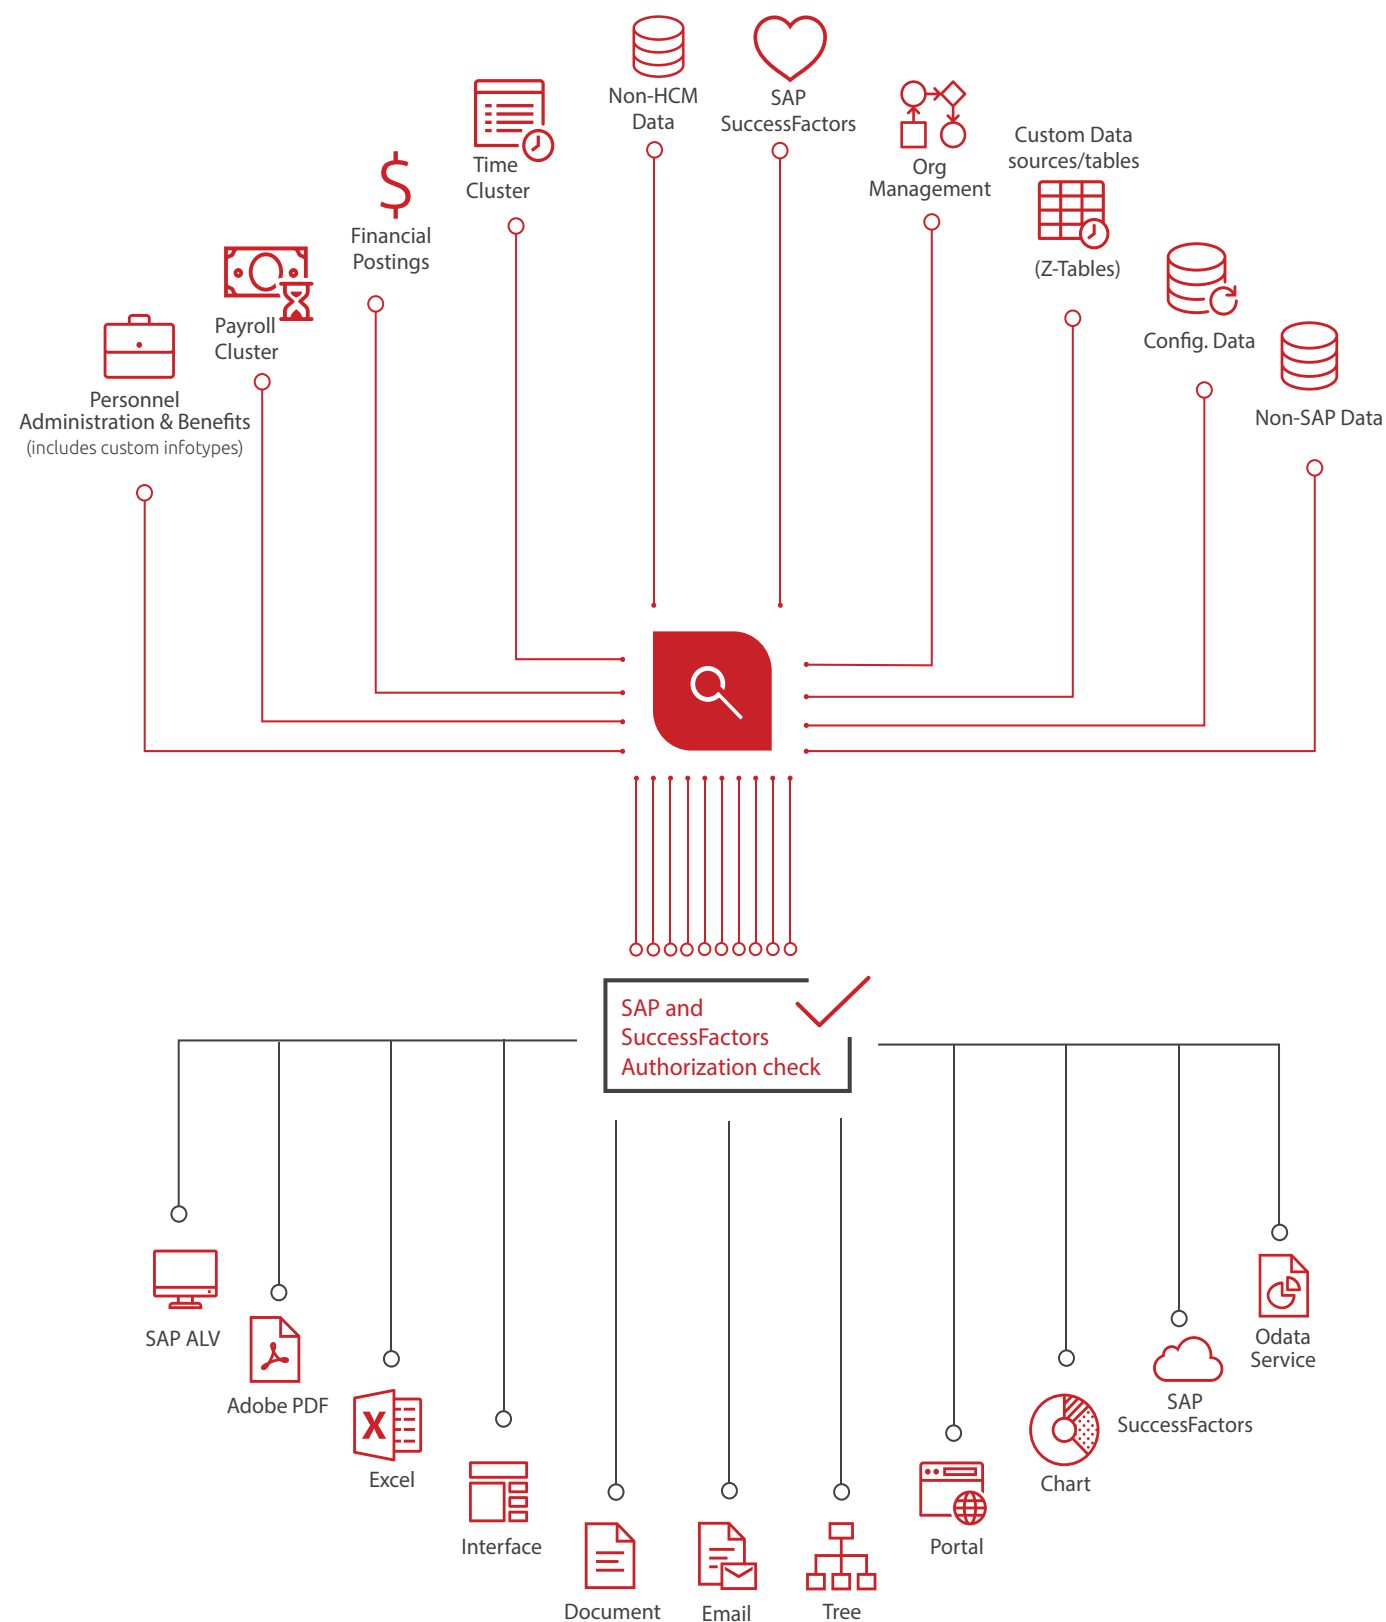 Non-HCM
Data
SAP
SuccessFactors
Time
Cluster
Org
Management
Custom Data
sources/tables
(Z-Tables)
Financial
Postings
Payroll
Cluster
Config. Data
Personnel
Administration & Benefits
(includes custom infotypes)
Non-SAP Data
SAP and
SuccessFactors
Authorization check
SAP ALV
Adobe PDF
X
Excel
Interface
Document
Email
Tree
Portal
Chart
SAP
SuccessFactors
Odata
Service